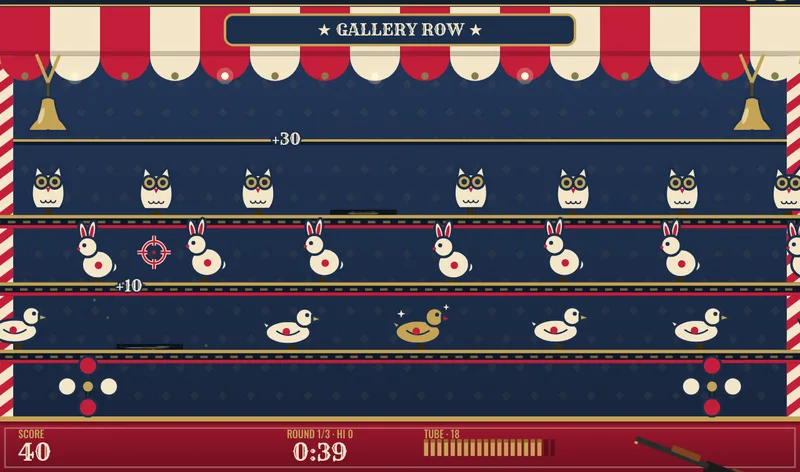 ★ GALLERY ROW ★
+30
+10
SCORE
40
ROUND 1/3 · HI 0
0:39
TUBE · 18